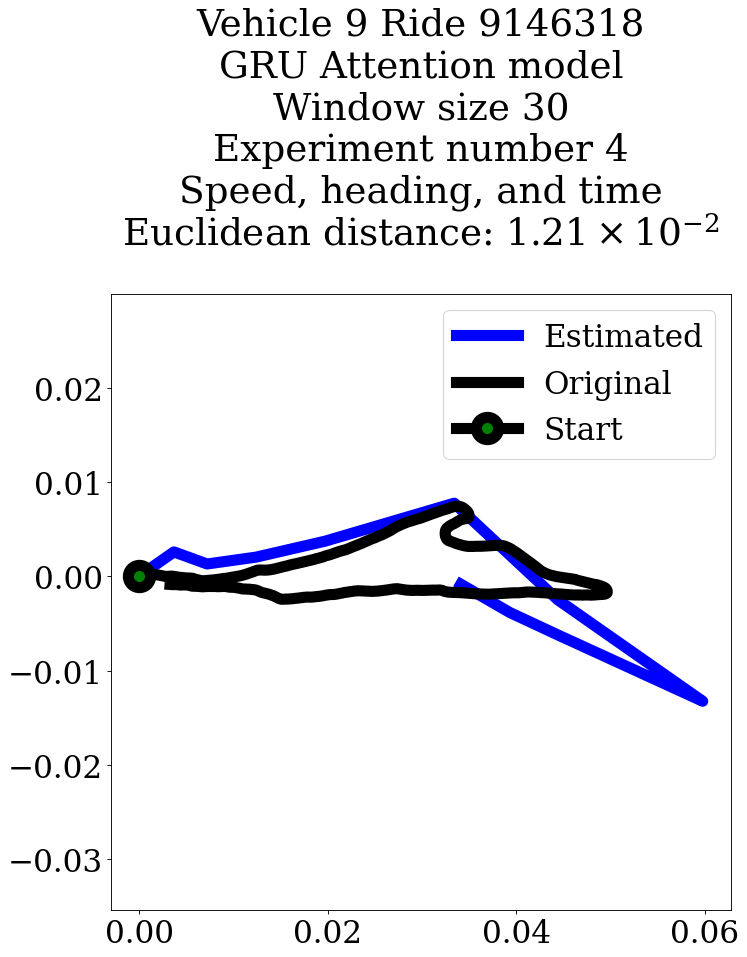 Vehicle 9 Ride 9146318
GRU Attention model
Window size 30
Experiment number 4
Speed, heading, and time
Euclidean distance: 1.21 × 10⁻²
Estimated
Original
Start
0.02
0.01
0.00
−0.01
−0.02
−0.03
0.00 0.02 0.04 0.06